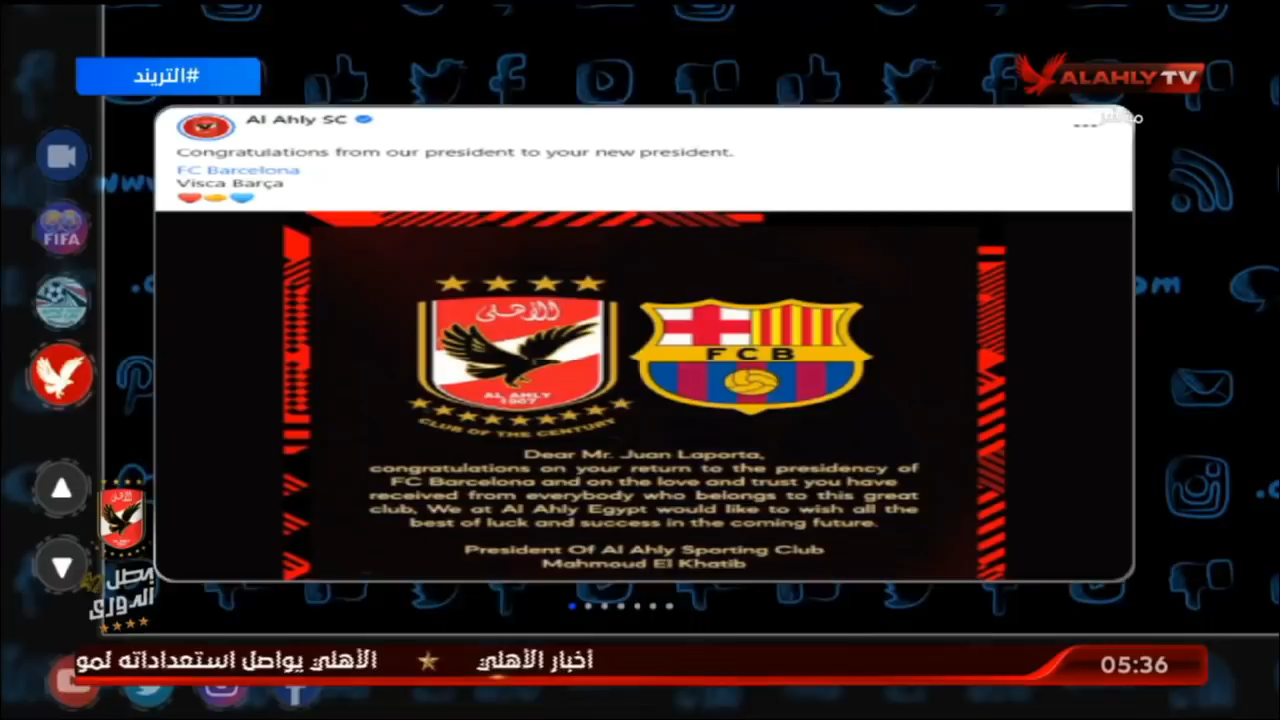 #التريند
ALAHLY TV
Al Ahly SC
Congratulations from our president to your new president.
FC Barcelona
Visca Barça
FIFA
الأهلى
AL AHLY
1907
CLUB OF THE CENTURY
FCB
Dear Mr. Juan Laporta,
congratulations on your return to the presidency of
FC Barcelona and on the love and trust you have
received from everybody who belongs to this great
club, We at Al Ahly Egypt would like to wish all the
best of luck and success in the coming future.
President Of Al Ahly Sporting Club
Mahmoud El Khatib
بطل
الدورى
أخبار الأهلي ★ الأهلي يواصل استعداداته لمو
05:36